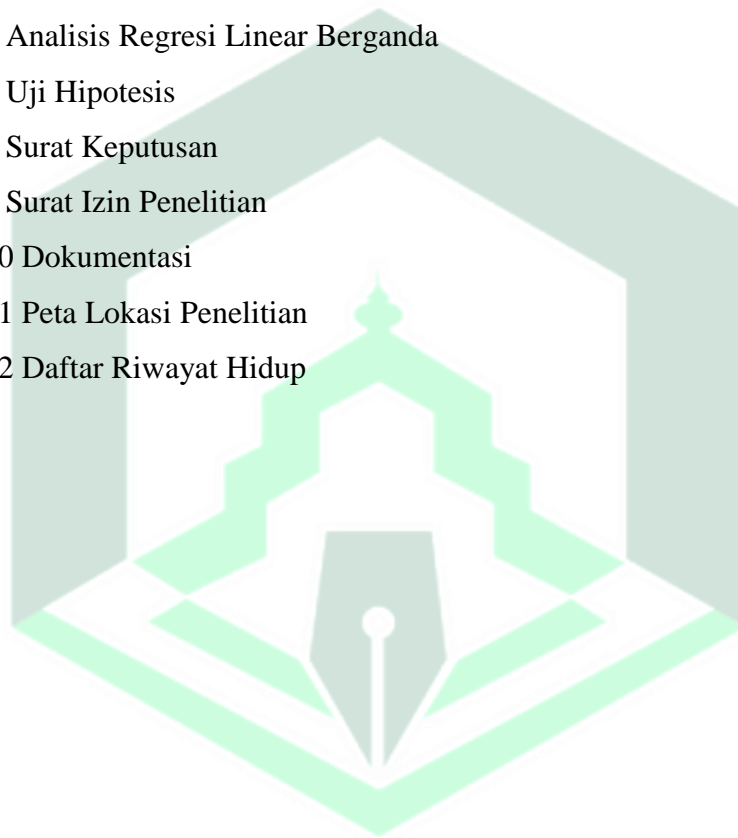 Analisis Regresi Linear Berganda
Uji Hipotesis
Surat Keputusan
Surat Izin Penelitian
0 Dokumentasi
1 Peta Lokasi Penelitian
2 Daftar Riwayat Hidup